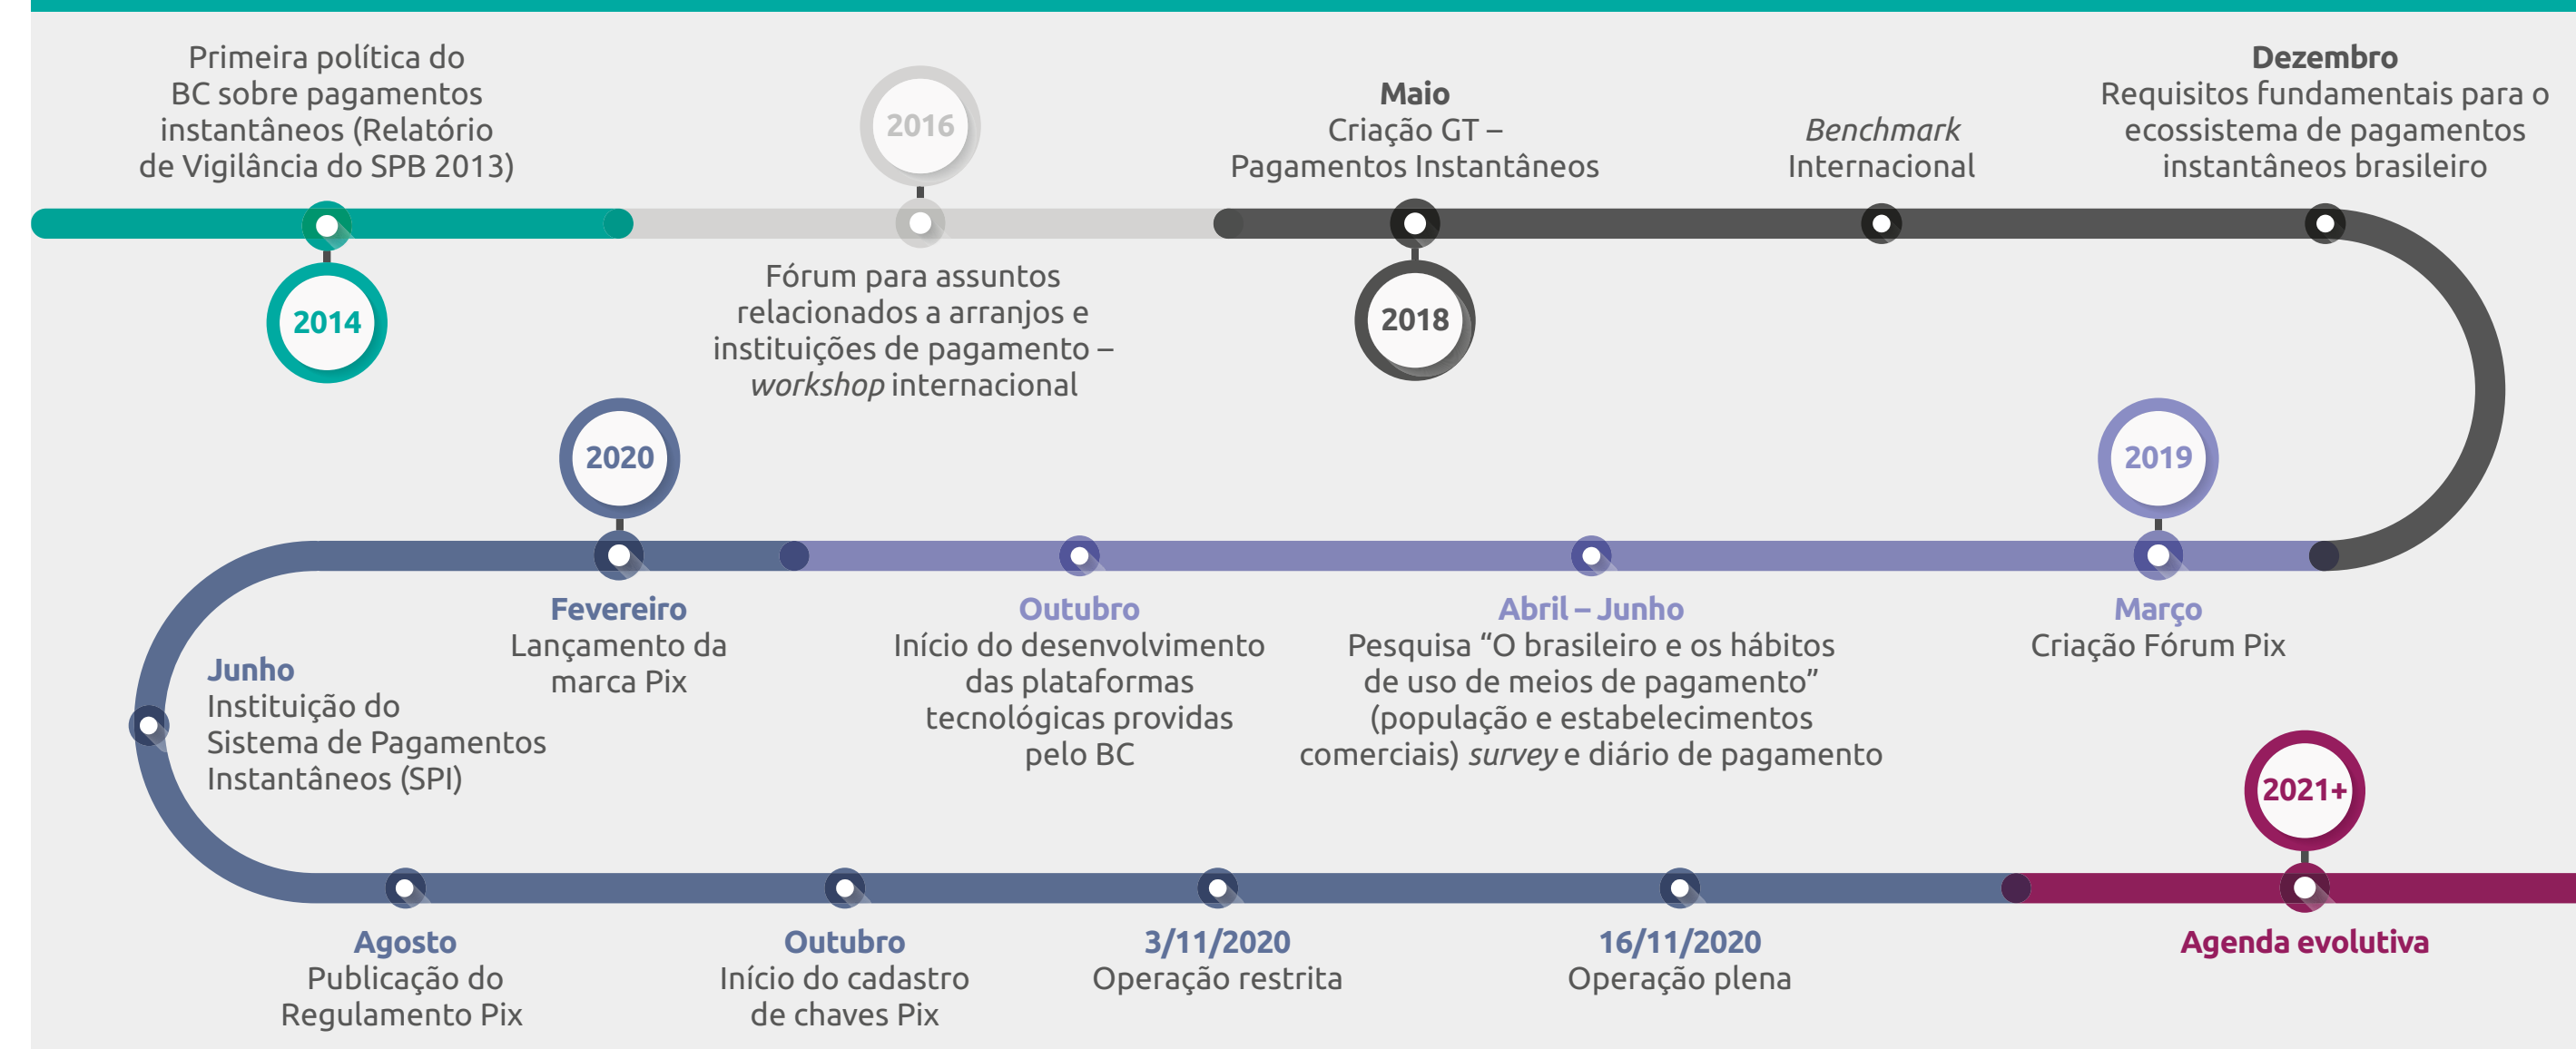 Primeira política do
BC sobre pagamentos
instantâneos (Relatório
de Vigilância do SPB 2013)
2014
2016
Fórum para assuntos
relacionados a arranjos e
instituições de pagamento –
workshop internacional
Maio
Criação GT –
Pagamentos Instantâneos
2018
Benchmark
Internacional
Dezembro
Requisitos fundamentais para o
ecossistema de pagamentos
instantâneos brasileiro
2019
Março
Criação Fórum Pix
Abril – Junho
Pesquisa “O brasileiro e os hábitos
de uso de meios de pagamento”
(população e estabelecimentos
comerciais) survey e diário de pagamento
Outubro
Início do desenvolvimento
das plataformas
tecnológicas providas
pelo BC
2020
Fevereiro
Lançamento da
marca Pix
Junho
Instituição do
Sistema de Pagamentos
Instantâneos (SPI)
Agosto
Publicação do
Regulamento Pix
Outubro
Início do cadastro
de chaves Pix
3/11/2020
Operação restrita
16/11/2020
Operação plena
2021+
Agenda evolutiva